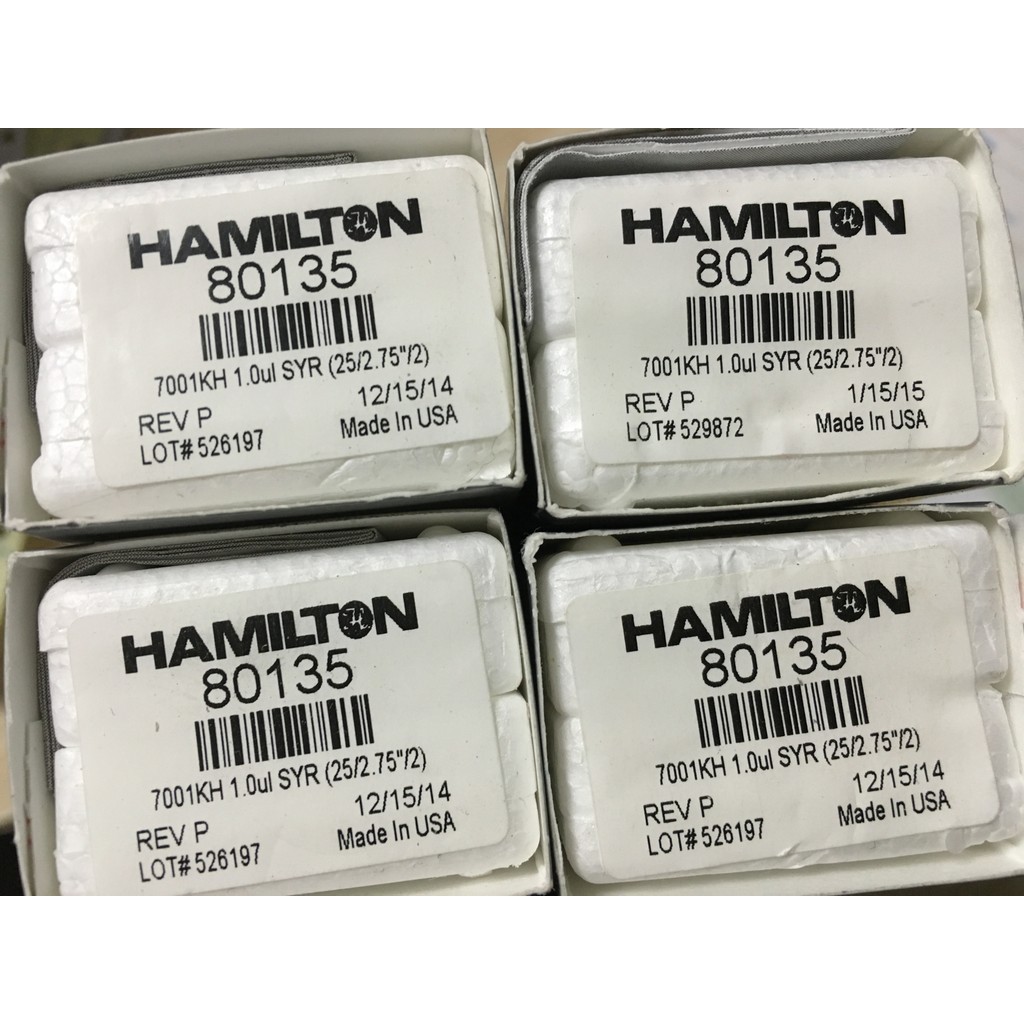 HAMILTON
80135
7001KH 1.0ul SYR (25/2.75"/2)
REV P 12/15/14
LOT# 526197 Made In USA
HAMILTON
80135
7001KH 1.0ul SYR (25/2.75"/2)
REV P 1/15/15
LOT# 529872 Made In USA
HAMILTON
80135
7001KH 1.0ul SYR (25/2.75"/2)
REV P 12/15/14
LOT# 526197 Made In USA
HAMILTON
80135
7001KH 1.0ul SYR (25/2.75"/2)
REV P 12/15/14
LOT# 526197 Made In USA